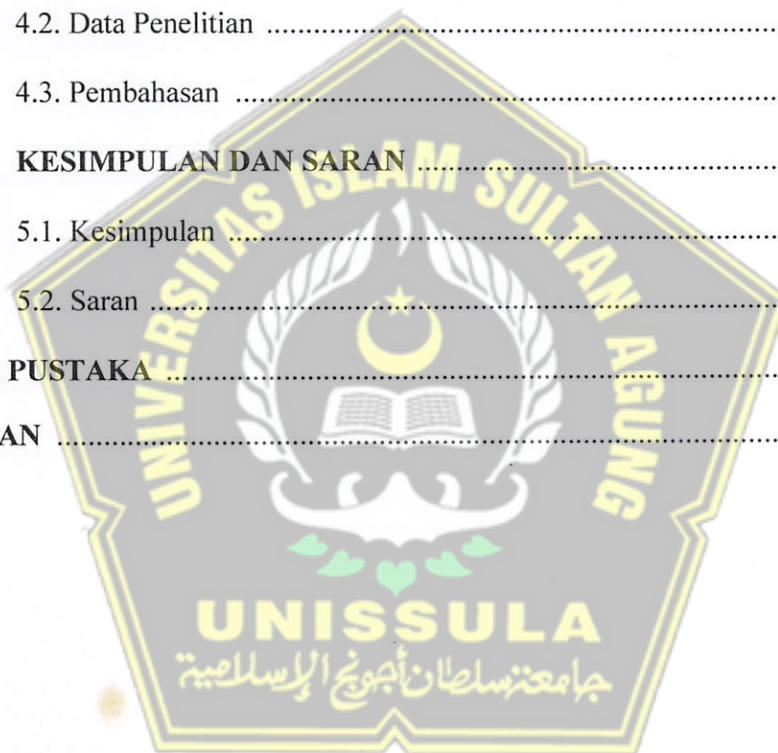 4.2. Data Penelitian ................................................................
4.3. Pembahasan ................................................................
KESIMPULAN DAN SARAN ................................................
5.1. Kesimpulan ................................................................
5.2. Saran ................................................................
PUSTAKA ................................................................
AN ................................................................
UNIVERSITAS ISLAM SULTAN AGUNG
UNISSULA
جامعة سلطان أجونج الإسلامية